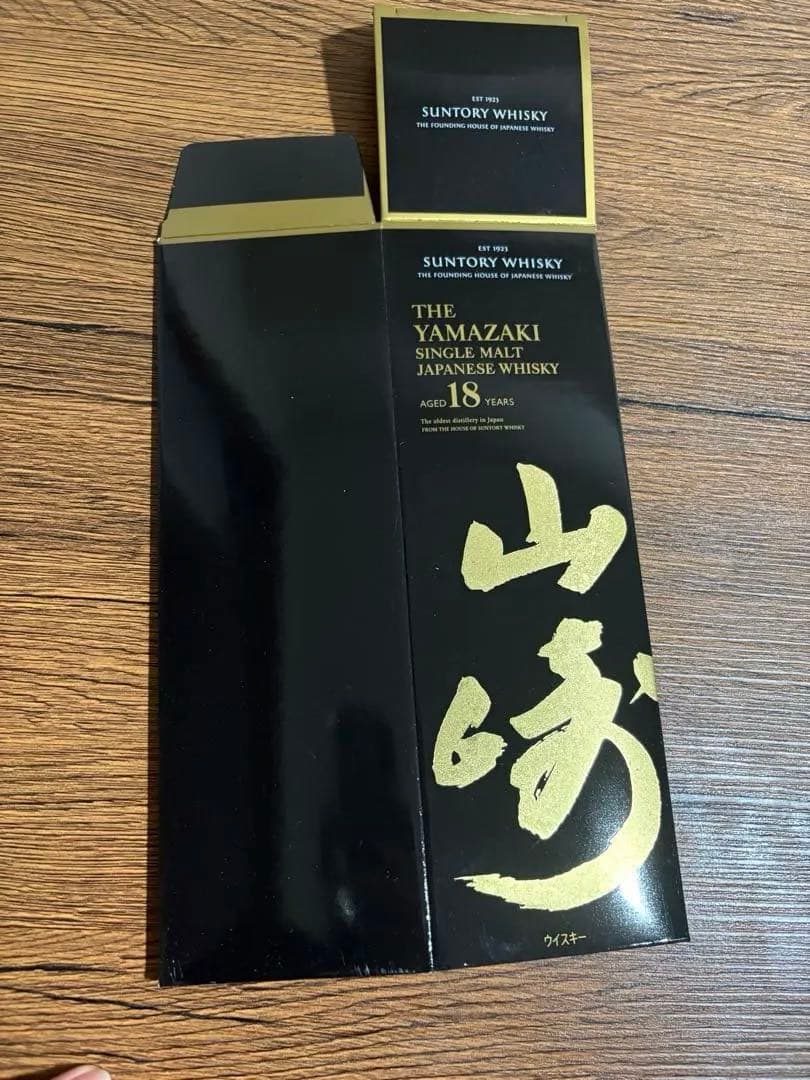 EST 1923
SUNTORY WHISKY
THE FOUNDING HOUSE OF JAPANESE WHISKY
EST 1923
SUNTORY WHISKY
THE FOUNDING HOUSE OF JAPANESE WHISKY
THE
YAMAZAKI
SINGLE MALT
JAPANESE WHISKY
AGED 18 YEARS
The oldest distillery in Japan
FROM THE HOUSE OF SUNTORY WHISKY
山
崎
ウイスキー